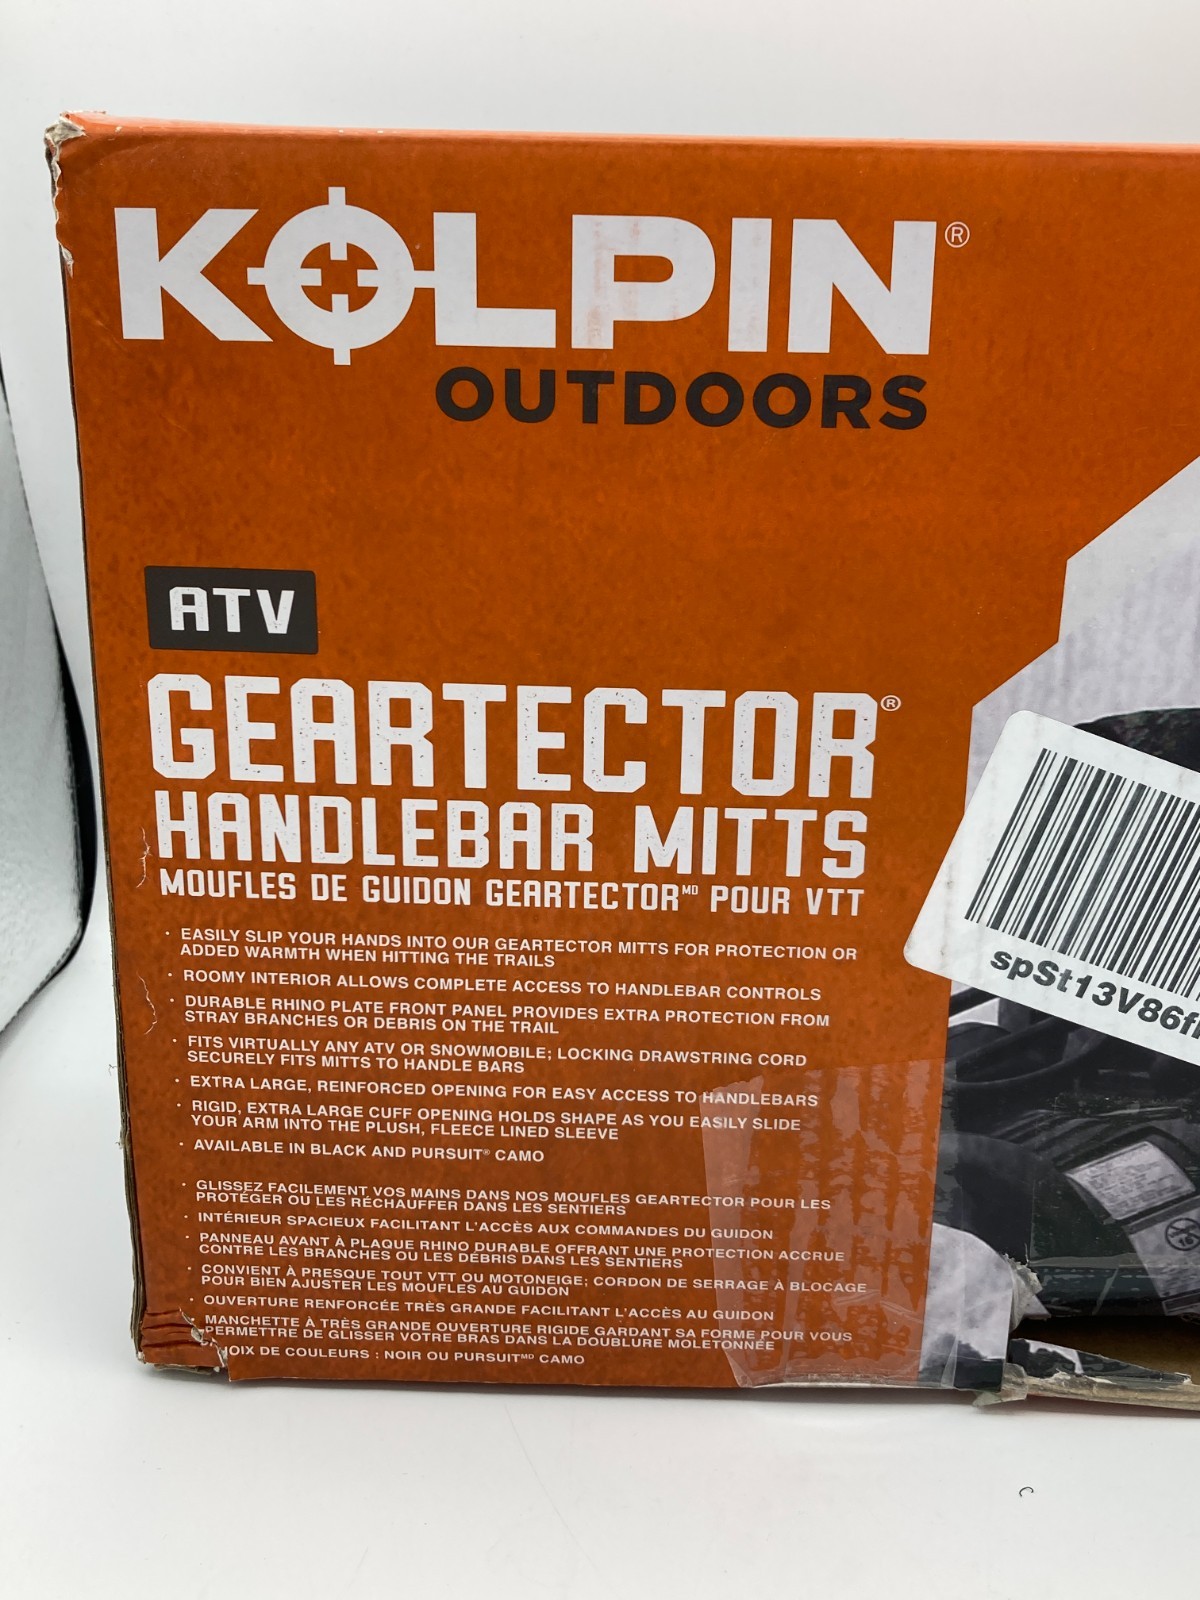 KOLPIN®
OUTDOORS
ATV
GEARTECTOR®
HANDLEBAR MITTS
MOUFLES DE GUIDON GEARTECTOR MD POUR VTT
· EASILY SLIP YOUR HANDS INTO OUR GEARTECTOR MITTS FOR PROTECTION OR
ADDED WARMTH WHEN HITTING THE TRAILS
· ROOMY INTERIOR ALLOWS COMPLETE ACCESS TO HANDLEBAR CONTROLS
· DURABLE RHINO PLATE FRONT PANEL PROVIDES EXTRA PROTECTION FROM
STRAY BRANCHES OR DEBRIS ON THE TRAIL
· FITS VIRTUALLY ANY ATV OR SNOWMOBILE; LOCKING DRAWSTRING CORD
SECURELY FITS MITTS TO HANDLE BARS
· EXTRA LARGE, REINFORCED OPENING FOR EASY ACCESS TO HANDLEBARS
· RIGID, EXTRA LARGE CUFF OPENING HOLDS SHAPE AS YOU EASILY SLIDE
YOUR ARM INTO THE PLUSH, FLEECE LINED SLEEVE
· AVAILABLE IN BLACK AND PURSUIT® CAMO
· GLISSEZ FACILEMENT VOS MAINS DANS NOS MOUFLES GEARTECTOR POUR LES
PROTÉGER OU LES RÉCHAUFFER DANS LES SENTIERS
· INTÉRIEUR SPACIEUX FACILITANT L'ACCÈS AUX COMMANDES DU GUIDON
· PANNEAU AVANT À PLAQUE RHINO DURABLE OFFRANT UNE PROTECTION ACCRUE
CONTRE LES BRANCHES OU LES DÉBRIS DANS LES SENTIERS
· CONVIENT À PRESQUE TOUT VTT OU MOTONEIGE; CORDON DE SERRAGE À BLOCAGE
POUR BIEN AJUSTER LES MOUFLES AU GUIDON
· OUVERTURE RENFORCÉE TRÈS GRANDE FACILITANT L'ACCÈS AU GUIDON
MANCHETTE À TRÈS GRANDE OUVERTURE RIGIDE GARDANT SA FORME POUR VOUS
PERMETTRE DE GLISSER VOTRE BRAS DANS LA DOUBLURE MOLETONNÉE
OIX DE COULEURS : NOIR OU PURSUIT MD CAMO
spSt13V86f